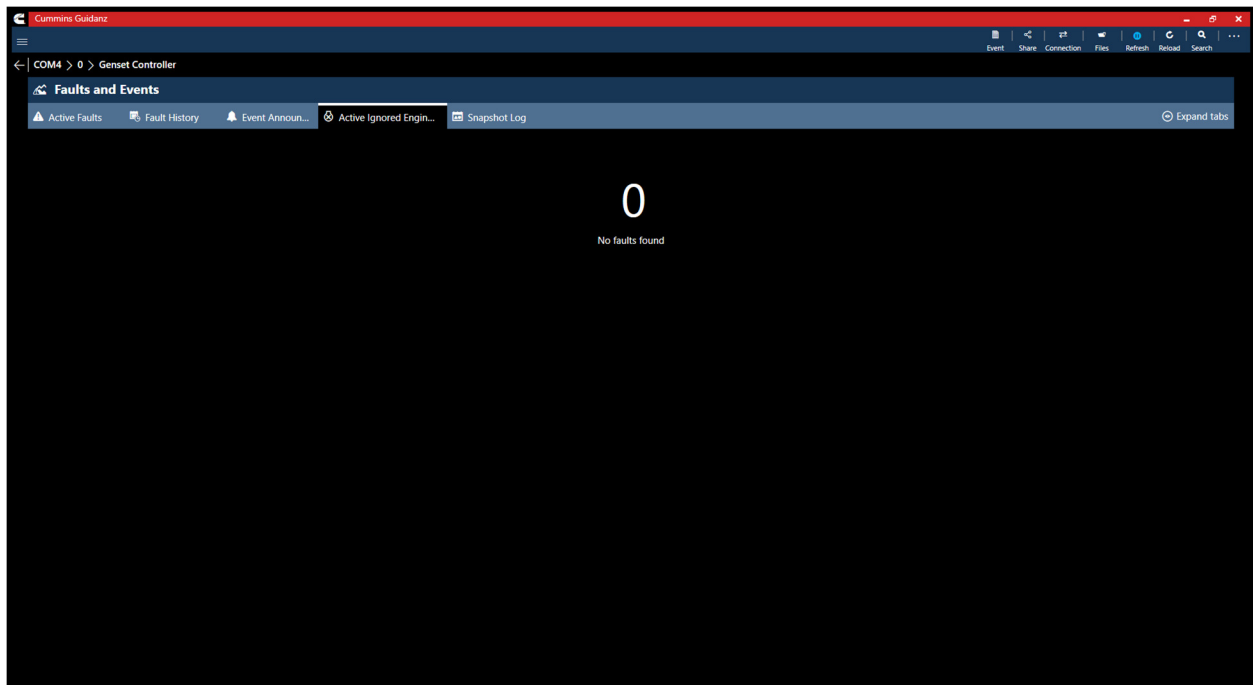 Cummins Guidanz
Event Share Connection Files Refresh Reload Search
COM4 > 0 > Genset Controller
Faults and Events
Active Faults Fault History Event Announ... Active Ignored Engin... Snapshot Log Expand tabs
0
No faults found